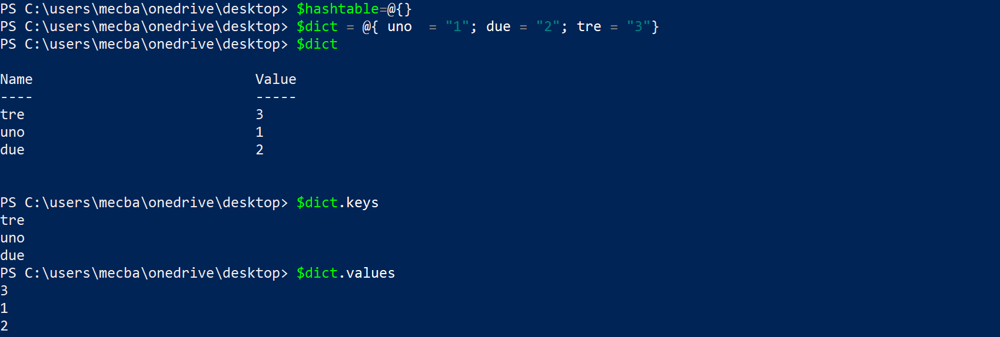 PS C:\users\mecba\onedrive\desktop> $hashtable=@{}
PS C:\users\mecba\onedrive\desktop> $dict = @{ uno  = "1"; due = "2"; tre = "3"}
PS C:\users\mecba\onedrive\desktop> $dict
Name                           Value
----                           -----
tre                            3
uno                            1
due                            2
PS C:\users\mecba\onedrive\desktop> $dict.keys
tre
uno
due
PS C:\users\mecba\onedrive\desktop> $dict.values
3
1
2